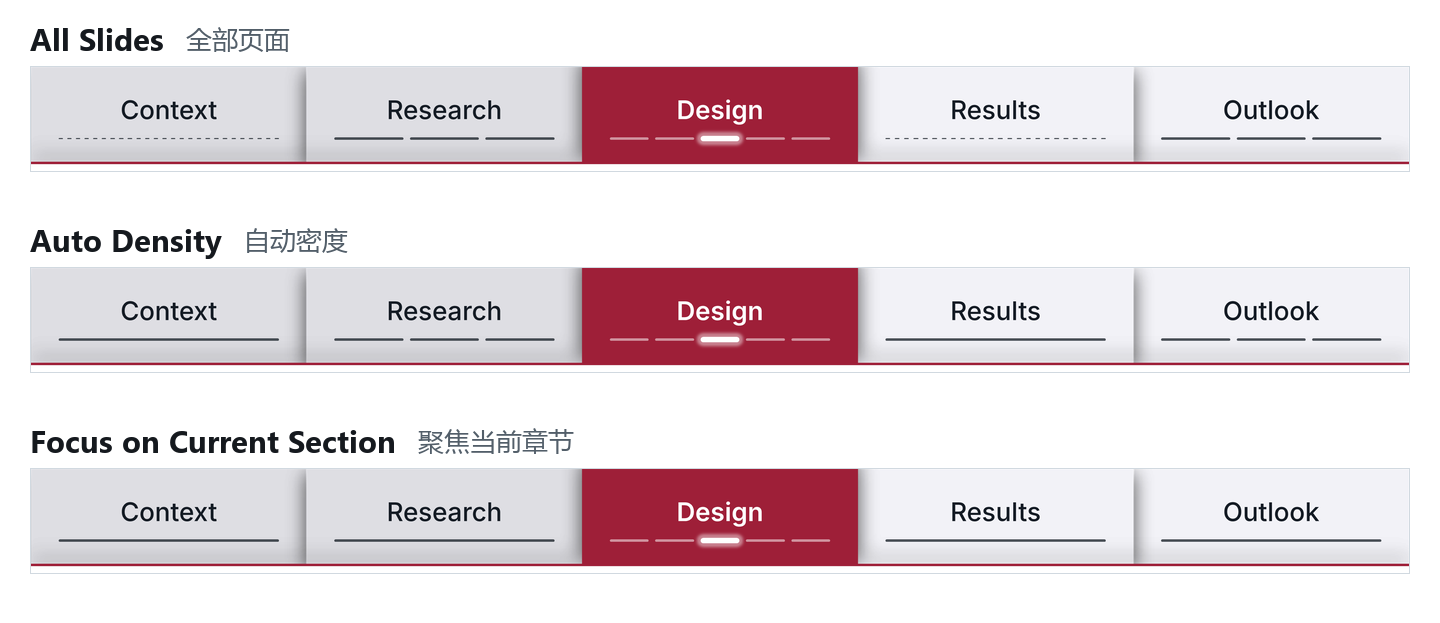 All Slides 全部页面
Context Research Design Results Outlook
Auto Density 自动密度
Context Research Design Results Outlook
Focus on Current Section 聚焦当前章节
Context Research Design Results Outlook